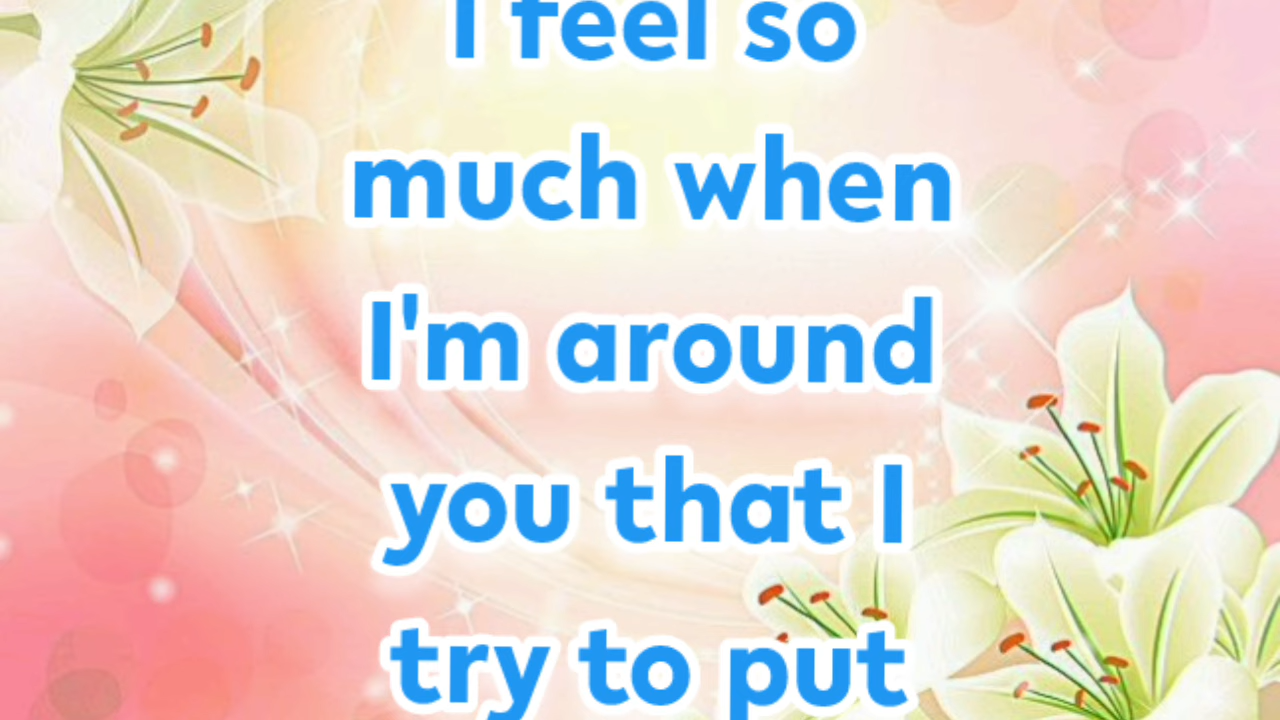 I feel so
much when
I'm around
you that I
try to put